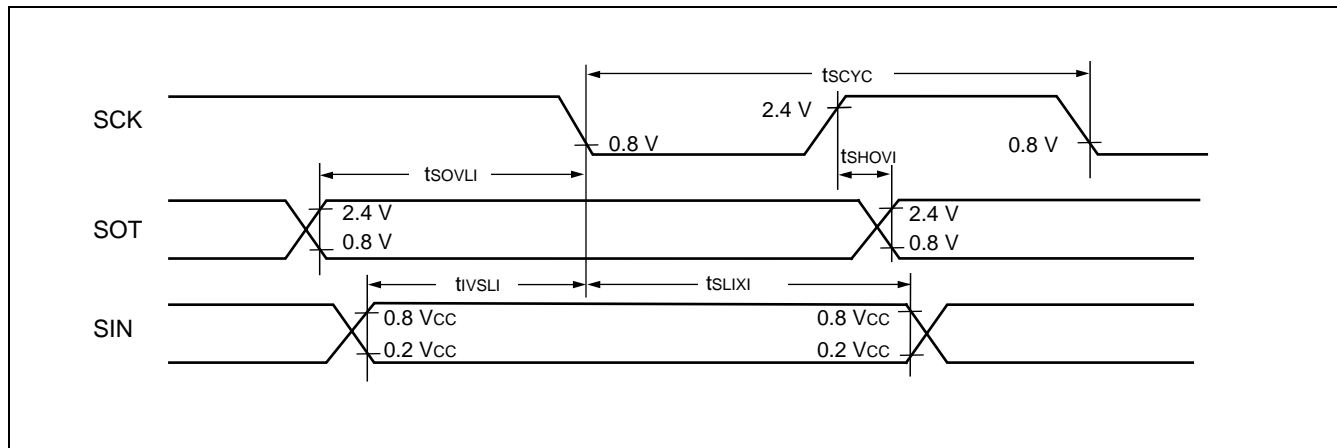 tSCYC
SCK
2.4 V
0.8 V
0.8 V
tSHOVI
tSOVLI
SOT
2.4 V
2.4 V
0.8 V
0.8 V
tIVSLI
tSLIXI
SIN
0.8 VCC
0.8 VCC
0.2 VCC
0.2 VCC